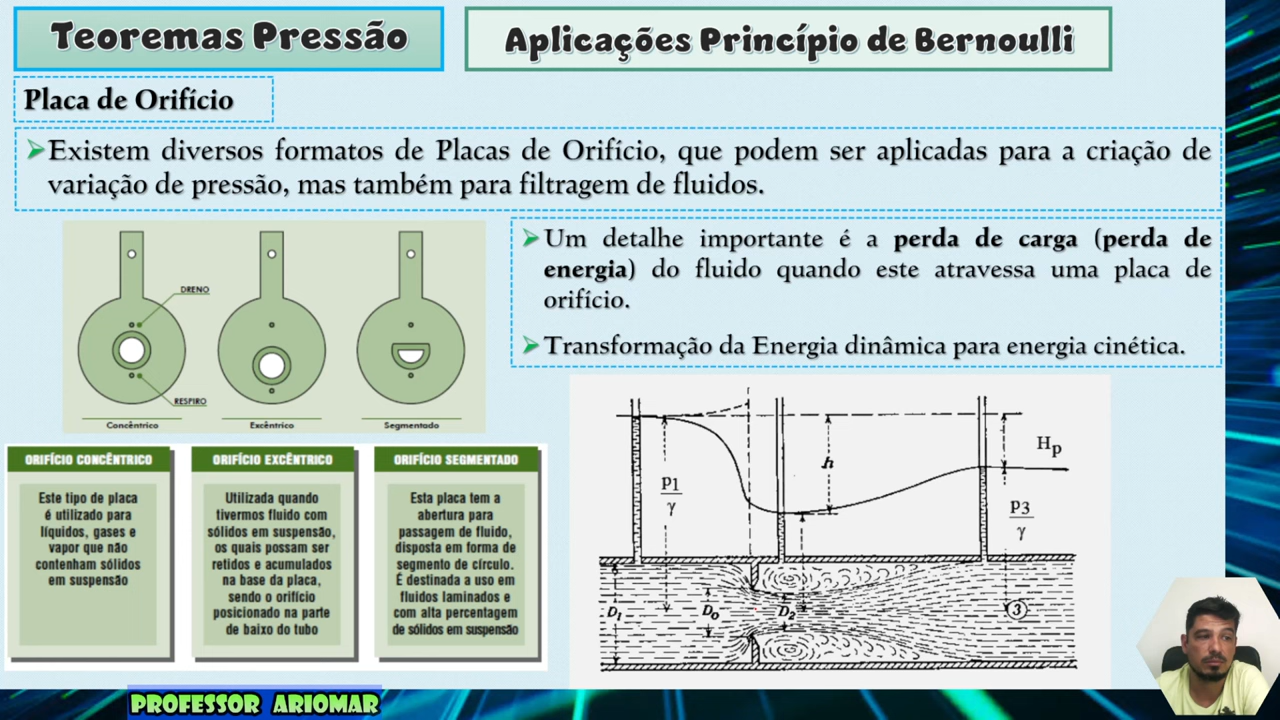 Teoremas Pressão
Aplicações Princípio de Bernoulli
Placa de Orifício
Existem diversos formatos de Placas de Orifício, que podem ser aplicadas para a criação de
variação de pressão, mas também para filtragem de fluidos.
Um detalhe importante é a perda de carga (perda de
energia) do fluido quando este atravessa uma placa de
orifício.
Transformação da Energia dinâmica para energia cinética.
DRENO
RESPIRO
Concêntrico
Excêntrico
Segmentado
ORIFÍCIO CONCÊNTRICO
Este tipo de placa
é utilizado para
líquidos, gases e
vapor que não
contenham sólidos
em suspensão
ORIFÍCIO EXCÊNTRICO
Utilizada quando
tivermos fluido com
sólidos em suspensão,
os quais possam ser
retidos e acumulados
na base da placa,
sendo o orifício
posicionado na parte
de baixo do tubo
ORIFÍCIO SEGMENTADO
Esta placa tem a
abertura para
passagem de fluido,
disposta em forma de
segmento de círculo.
É destinada a uso em
fluidos laminados e
com alta percentagem
de sólidos em suspensão
h
Hp
p1
γ
p3
γ
D1
D0
D2
3
PROFESSOR ARIOMAR